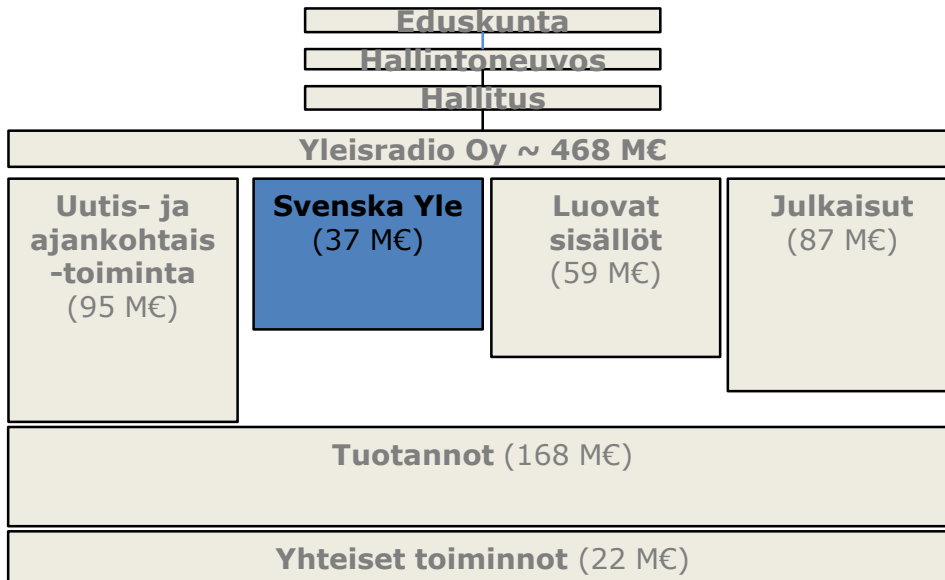 Eduskunta
Hallintoneuvos
Hallitus
Yleisradio Oy ~ 468 M€
Uutis- ja
ajankohtais
-toiminta
(95 M€)
Svenska Yle
(37 M€)
Luovat
sisällöt
(59 M€)
Julkaisut
(87 M€)
Tuotannot (168 M€)
Yhteiset toiminnot (22 M€)